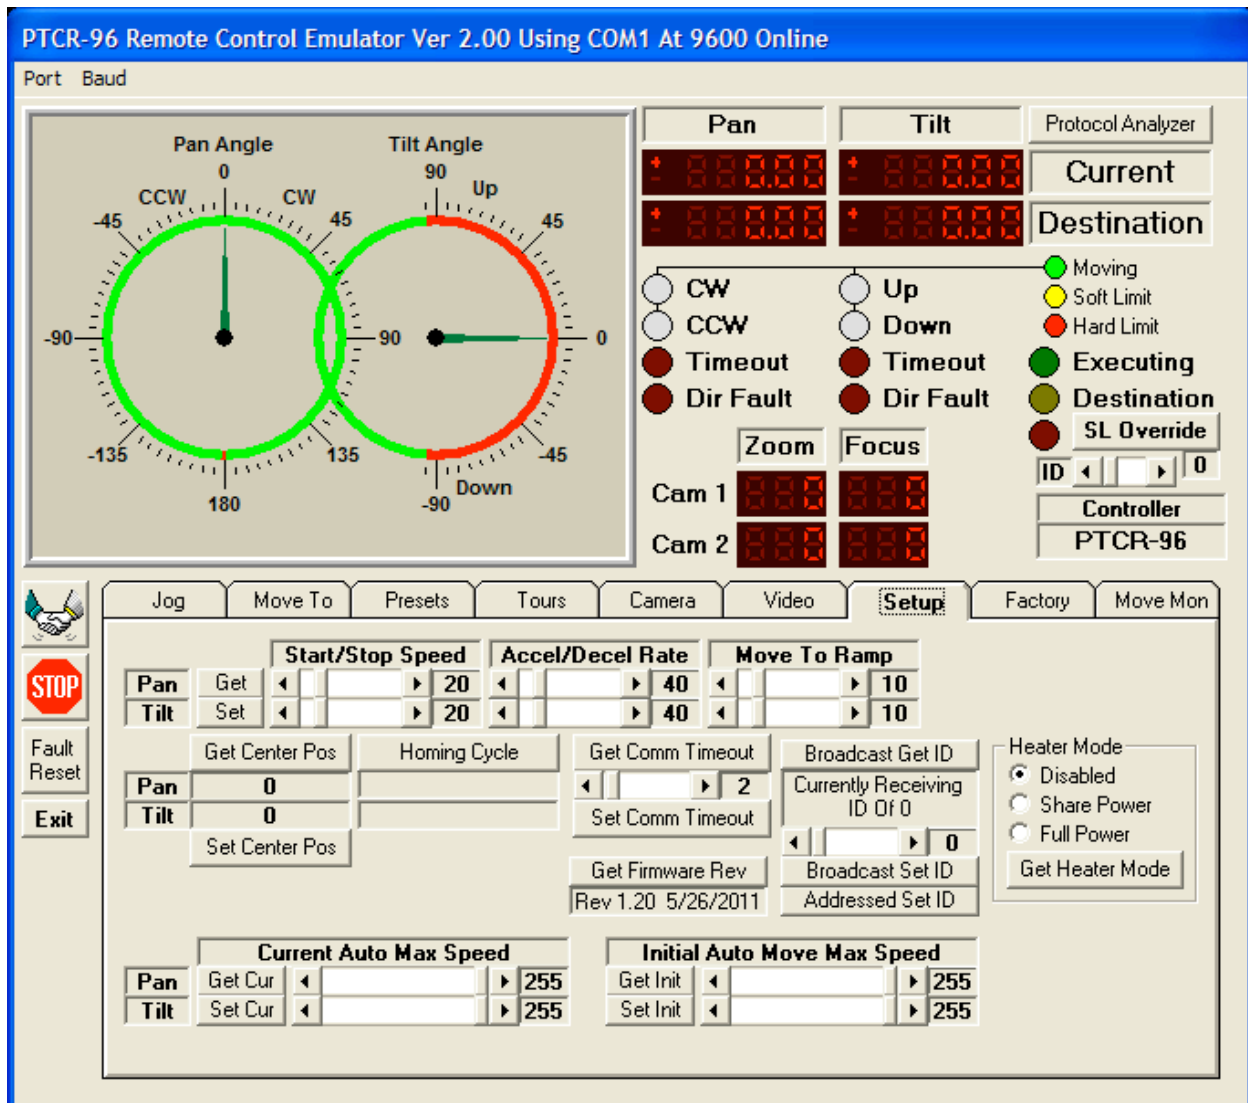 PTCR-96 Remote Control Emulator Ver 2.00 Using COM1 At 9600 Online
Port Baud
Pan Angle
0
CCW
CW
-45
45
-90
90
-135
135
180
Tilt Angle
90
Up
45
0
-45
Down
-90
Pan
Tilt
Protocol Analyzer
+ - 0.00
+ - 0.00
Current
+ - 0.00
+ - 0.00
Destination
CW
CCW
Timeout
Dir Fault
Up
Down
Timeout
Dir Fault
Moving
Soft Limit
Hard Limit
Executing
Destination
SL Override
ID 0
Controller
PTCR-96
Zoom Focus
Cam 1 0 0
Cam 2 0 0
STOP
Fault
Reset
Exit
Jog Move To Presets Tours Camera Video Setup Factory Move Mon
Start/Stop Speed Accel/Decel Rate Move To Ramp
Pan Get 20 40 10
Tilt Set 20 40 10
Get Center Pos
Pan 0
Tilt 0
Set Center Pos
Homing Cycle
Get Comm Timeout
2
Set Comm Timeout
Get Firmware Rev
Rev 1.20 5/26/2011
Broadcast Get ID
Currently Receiving
ID Of 0
0
Broadcast Set ID
Addressed Set ID
Heater Mode
Disabled
Share Power
Full Power
Get Heater Mode
Current Auto Max Speed
Pan Get Cur 255
Tilt Set Cur 255
Initial Auto Move Max Speed
Get Init 255
Set Init 255